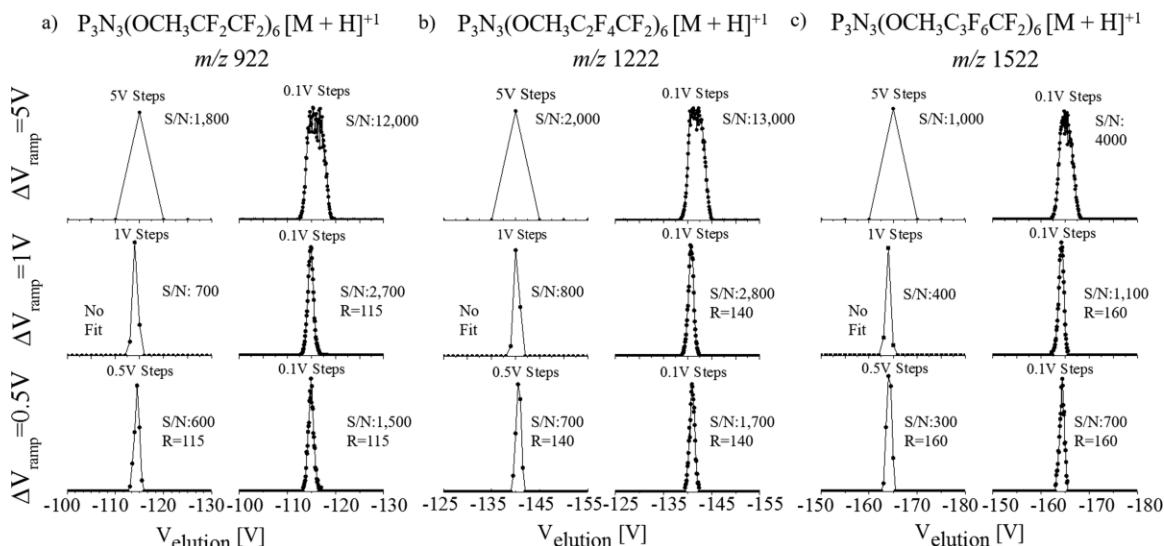 a) P₃N₃(OCH₃CF₂CF₂)₆ [M + H]⁺¹ b) P₃N₃(OCH₃C₂F₄CF₂)₆ [M + H]⁺¹ c) P₃N₃(OCH₃C₃F₆CF₂)₆ [M + H]⁺¹
m/z 922 m/z 1222 m/z 1522
ΔV_ramp=5V
5V Steps 0.1V Steps 5V Steps 0.1V Steps 5V Steps 0.1V Steps
S/N:1,800 S/N:12,000 S/N:2,000 S/N:13,000 S/N:1,000 S/N:
4000
ΔV_ramp=1V
1V Steps 0.1V Steps 1V Steps 0.1V Steps 1V Steps 0.1V Steps
S/N: 700 S/N:2,700 S/N:800 S/N:2,800 S/N:400 S/N:1,100
No R=115 No R=140 No R=160
Fit Fit Fit
ΔV_ramp=0.5V
0.5V Steps 0.1V Steps 0.5V Steps 0.1V Steps 0.5V Steps 0.1V Steps
S/N:600 S/N:1,500 S/N:700 S/N:1,700 S/N:300 S/N:700
R=115 R=115 R=140 R=140 R=160 R=160
-100 -110 -120 -130 -100 -110 -120 -130 -125 -135 -145 -155 -125 -135 -145 -155 -150 -160 -170 -180 -150 -160 -170 -180
V_elution [V] V_elution [V] V_elution [V]